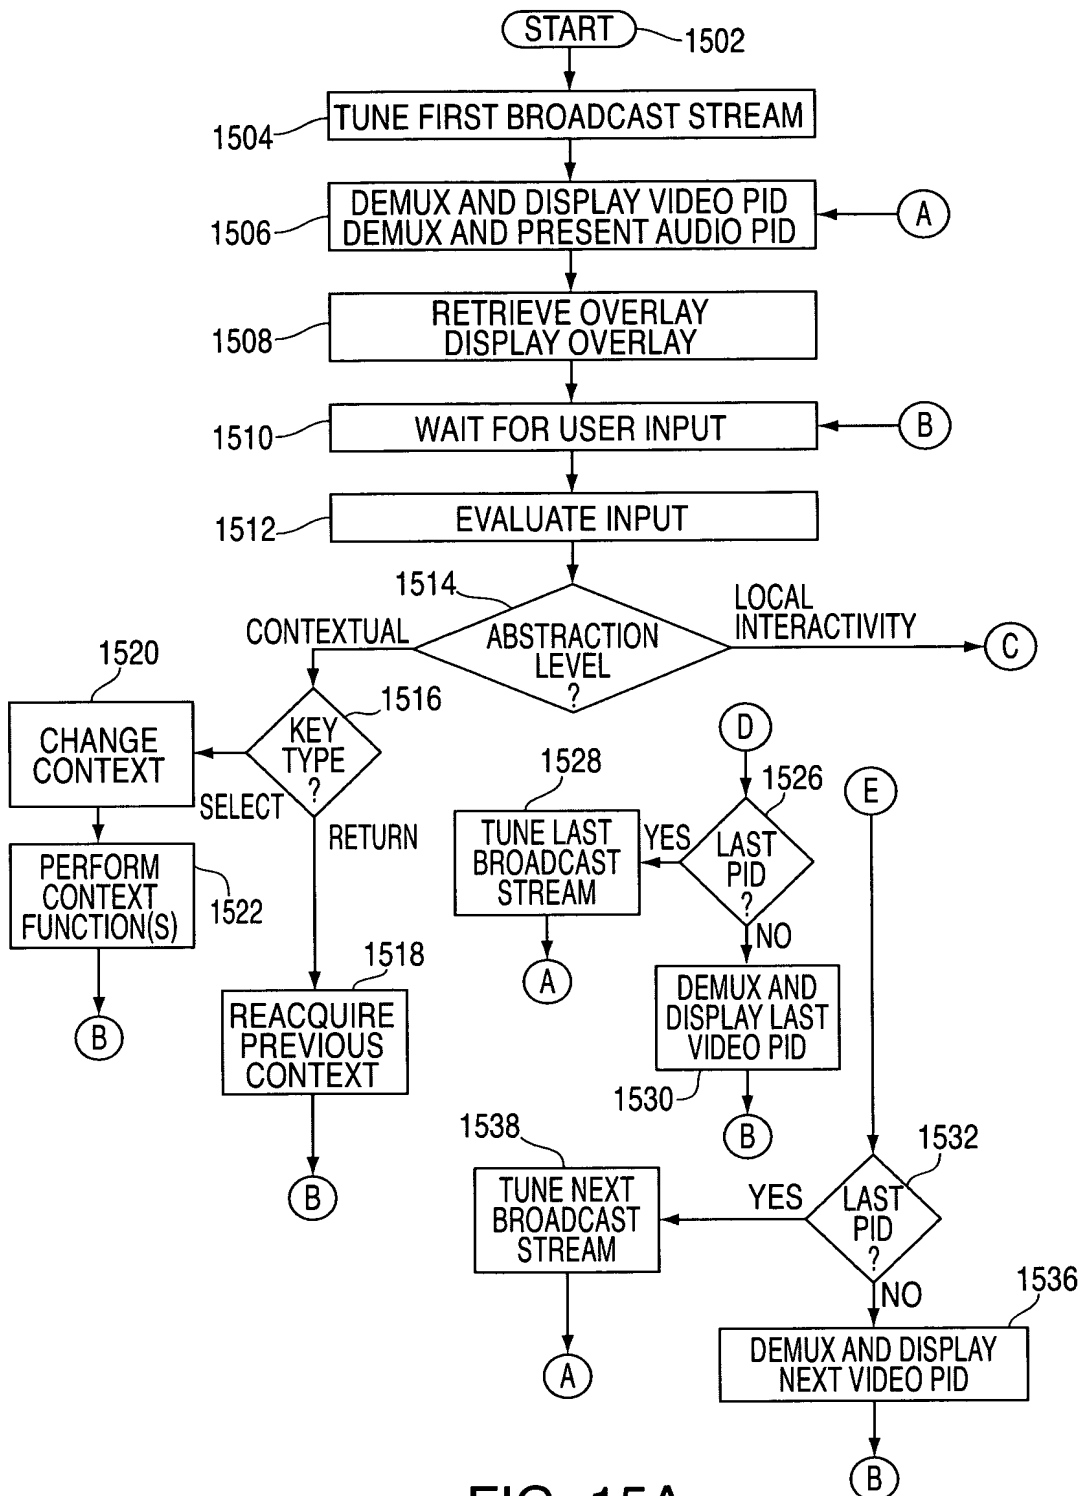 START
1502
TUNE FIRST BROADCAST STREAM
1504
DEMUX AND DISPLAY VIDEO PID
DEMUX AND PRESENT AUDIO PID
1506
A
RETRIEVE OVERLAY
DISPLAY OVERLAY
1508
WAIT FOR USER INPUT
1510
B
EVALUATE INPUT
1512
1514
ABSTRACTION
LEVEL
?
CONTEXTUAL
LOCAL
INTERACTIVITY
C
1520
CHANGE
CONTEXT
1516
KEY
TYPE
?
SELECT
RETURN
PERFORM
CONTEXT
FUNCTION(S)
1522
B
1518
REACQUIRE
PREVIOUS
CONTEXT
B
D
1526
LAST
PID
?
YES
NO
1528
TUNE LAST
BROADCAST
STREAM
A
DEMUX AND
DISPLAY LAST
VIDEO PID
1530
B
E
1532
LAST
PID
?
YES
NO
1538
TUNE NEXT
BROADCAST
STREAM
A
1536
DEMUX AND DISPLAY
NEXT VIDEO PID
B
FIG. 15A